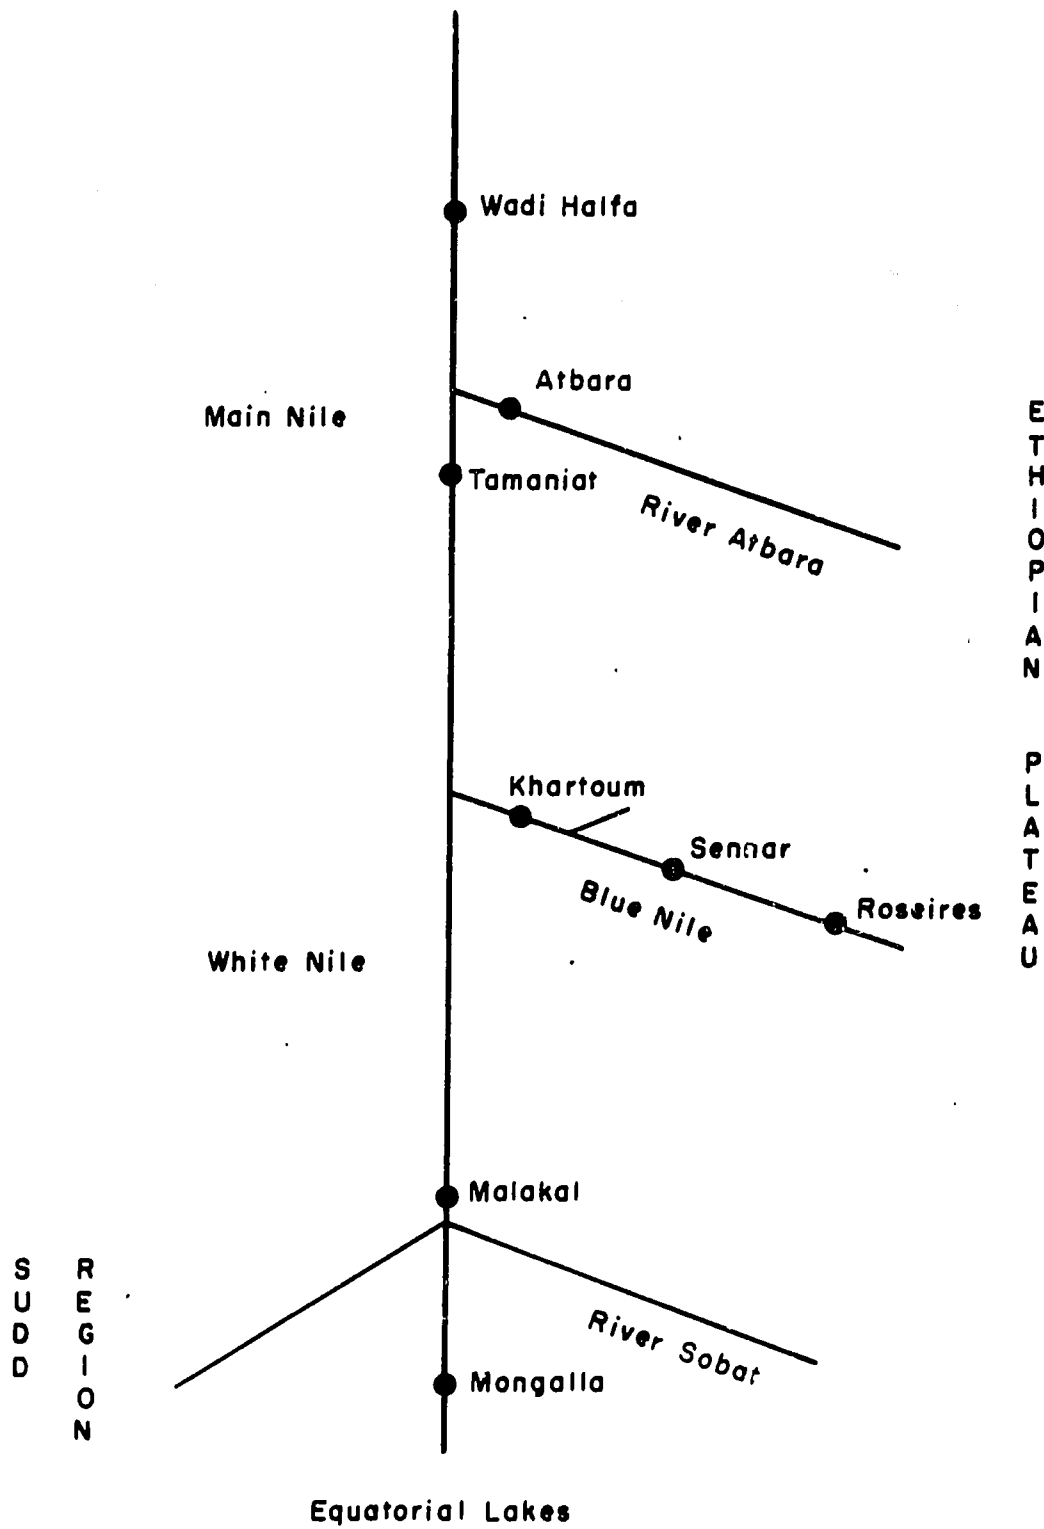 Wadi Halfa
Atbara
Main Nile
Tamaniat
River Atbara
ETHIOPIAN PLATEAU
Khartoum
Sennar
Blue Nile
Roseires
White Nile
Malakal
SUDD REGION
River Sobat
Mongalla
Equatorial Lakes